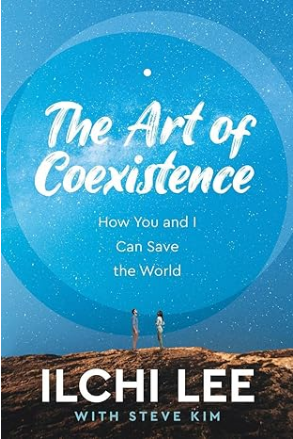 The Art of
Coexistence
How You and I
Can Save
the World
ILCHI LEE
WITH STEVE KIM